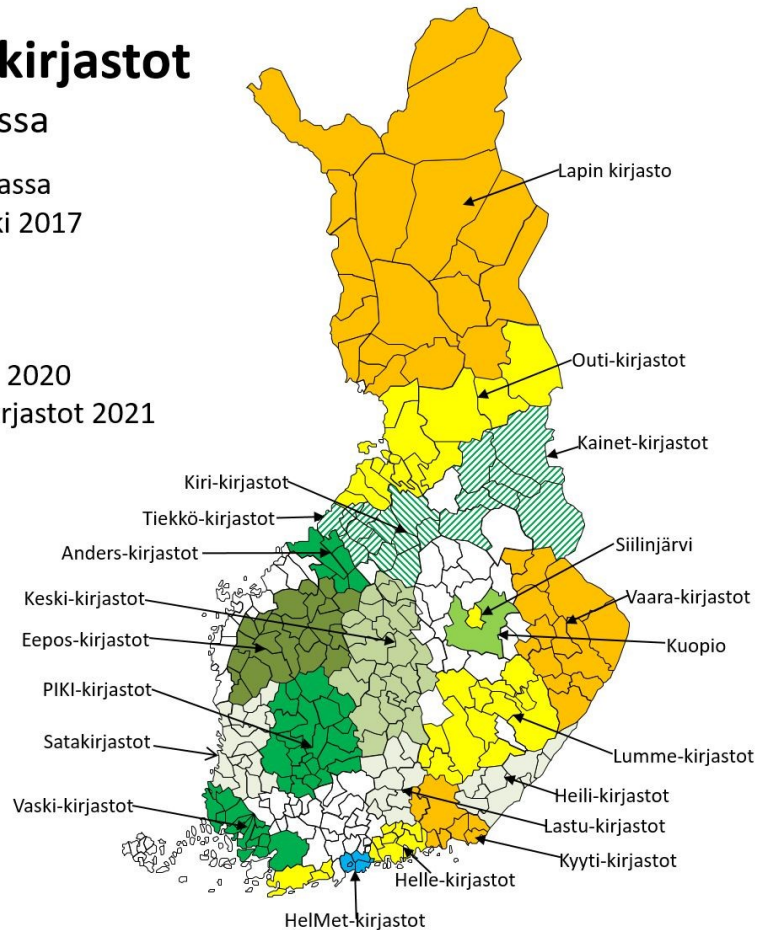 kirjastot
ssa
assa
ki 2017
2020
rjastot 2021
Lapin kirjasto
Outi-kirjastot
Kainet-kirjastot
Kiri-kirjastot
Tiekkö-kirjastot
Anders-kirjastot
Siilinjärvi
Keski-kirjastot
Vaara-kirjastot
Eepos-kirjastot
Kuopio
PIKI-kirjastot
Satakirjastot
Lumme-kirjastot
Heili-kirjastot
Vaski-kirjastot
Lastu-kirjastot
Kyyti-kirjastot
Helle-kirjastot
HelMet-kirjastot